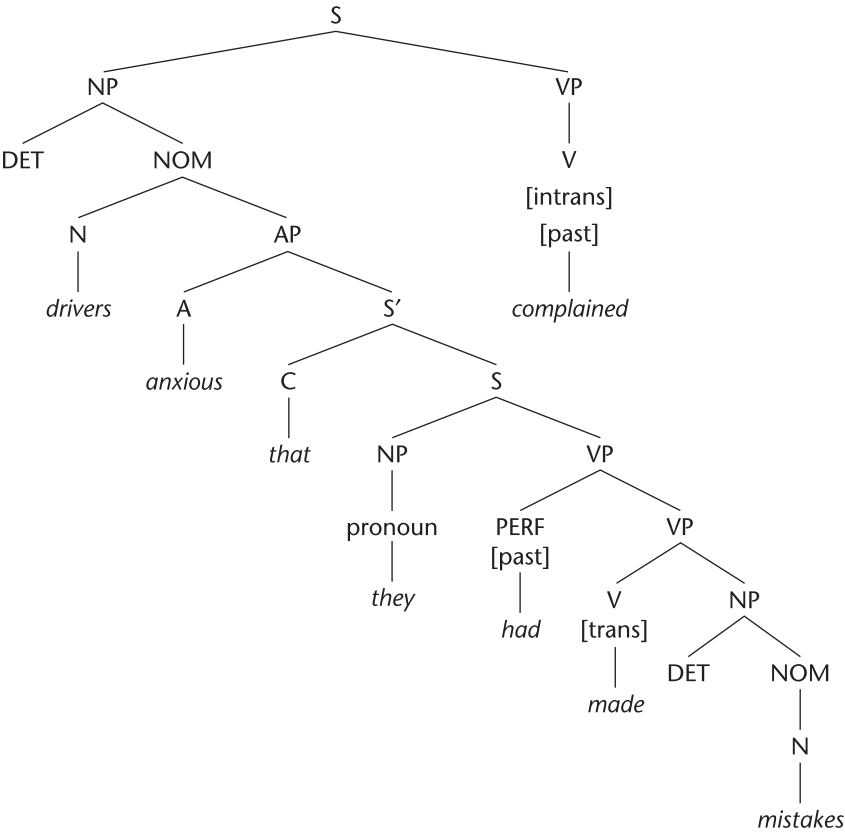 S
NP VP
DET NOM V
[intrans]
N AP [past]
drivers A S′ complained
anxious C S
that NP VP
pronoun PERF VP
[past]
they V NP
had [trans]
DET NOM
made
N
mistakes